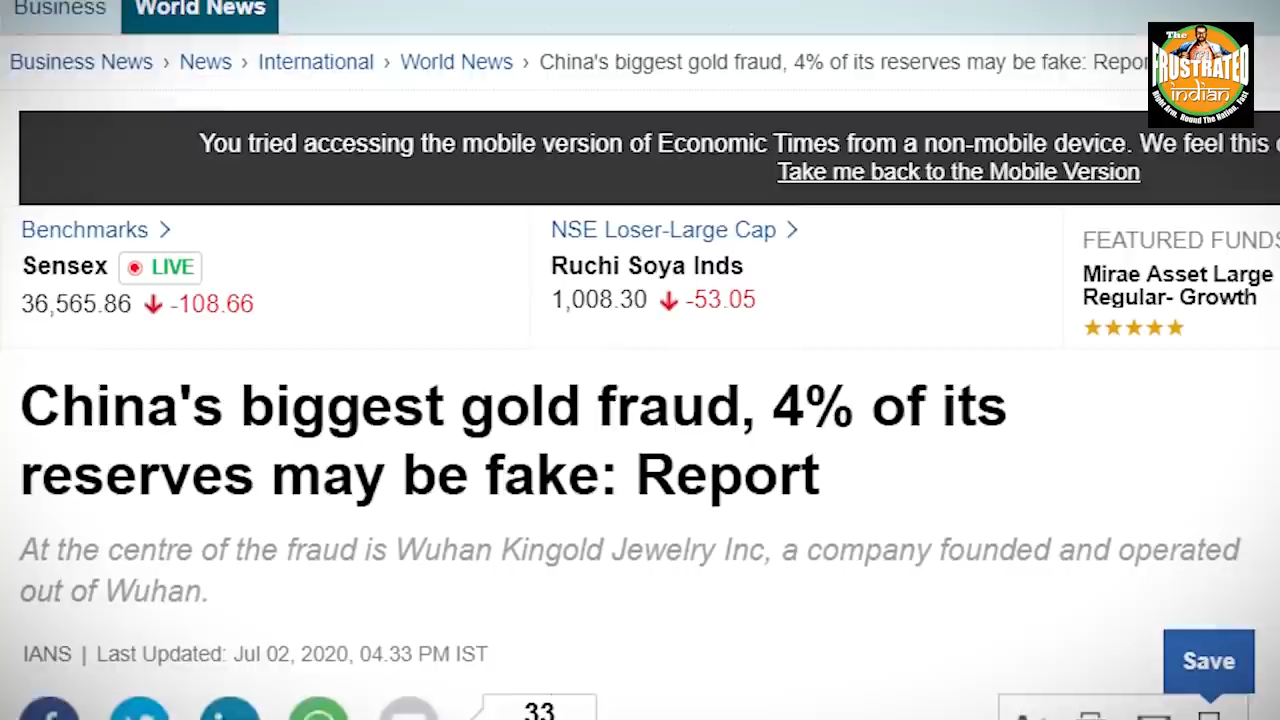 Business World News
Business News › News › International › World News › China's biggest gold fraud, 4% of its reserves may be fake: Repor
The
FRUSTRATED
indian
Right Arm, Round The Nation, Fast
You tried accessing the mobile version of Economic Times from a non-mobile device. We feel this
Take me back to the Mobile Version
Benchmarks >
NSE Loser-Large Cap >
FEATURED FUNDS
Sensex LIVE
Ruchi Soya Inds
Mirae Asset Large
Regular- Growth
36,565.86 ↓ -108.66
1,008.30 ↓ -53.05
★★★★★
China's biggest gold fraud, 4% of its
reserves may be fake: Report
At the centre of the fraud is Wuhan Kingold Jewelry Inc, a company founded and operated
out of Wuhan.
IANS | Last Updated: Jul 02, 2020, 04.33 PM IST
Save
33